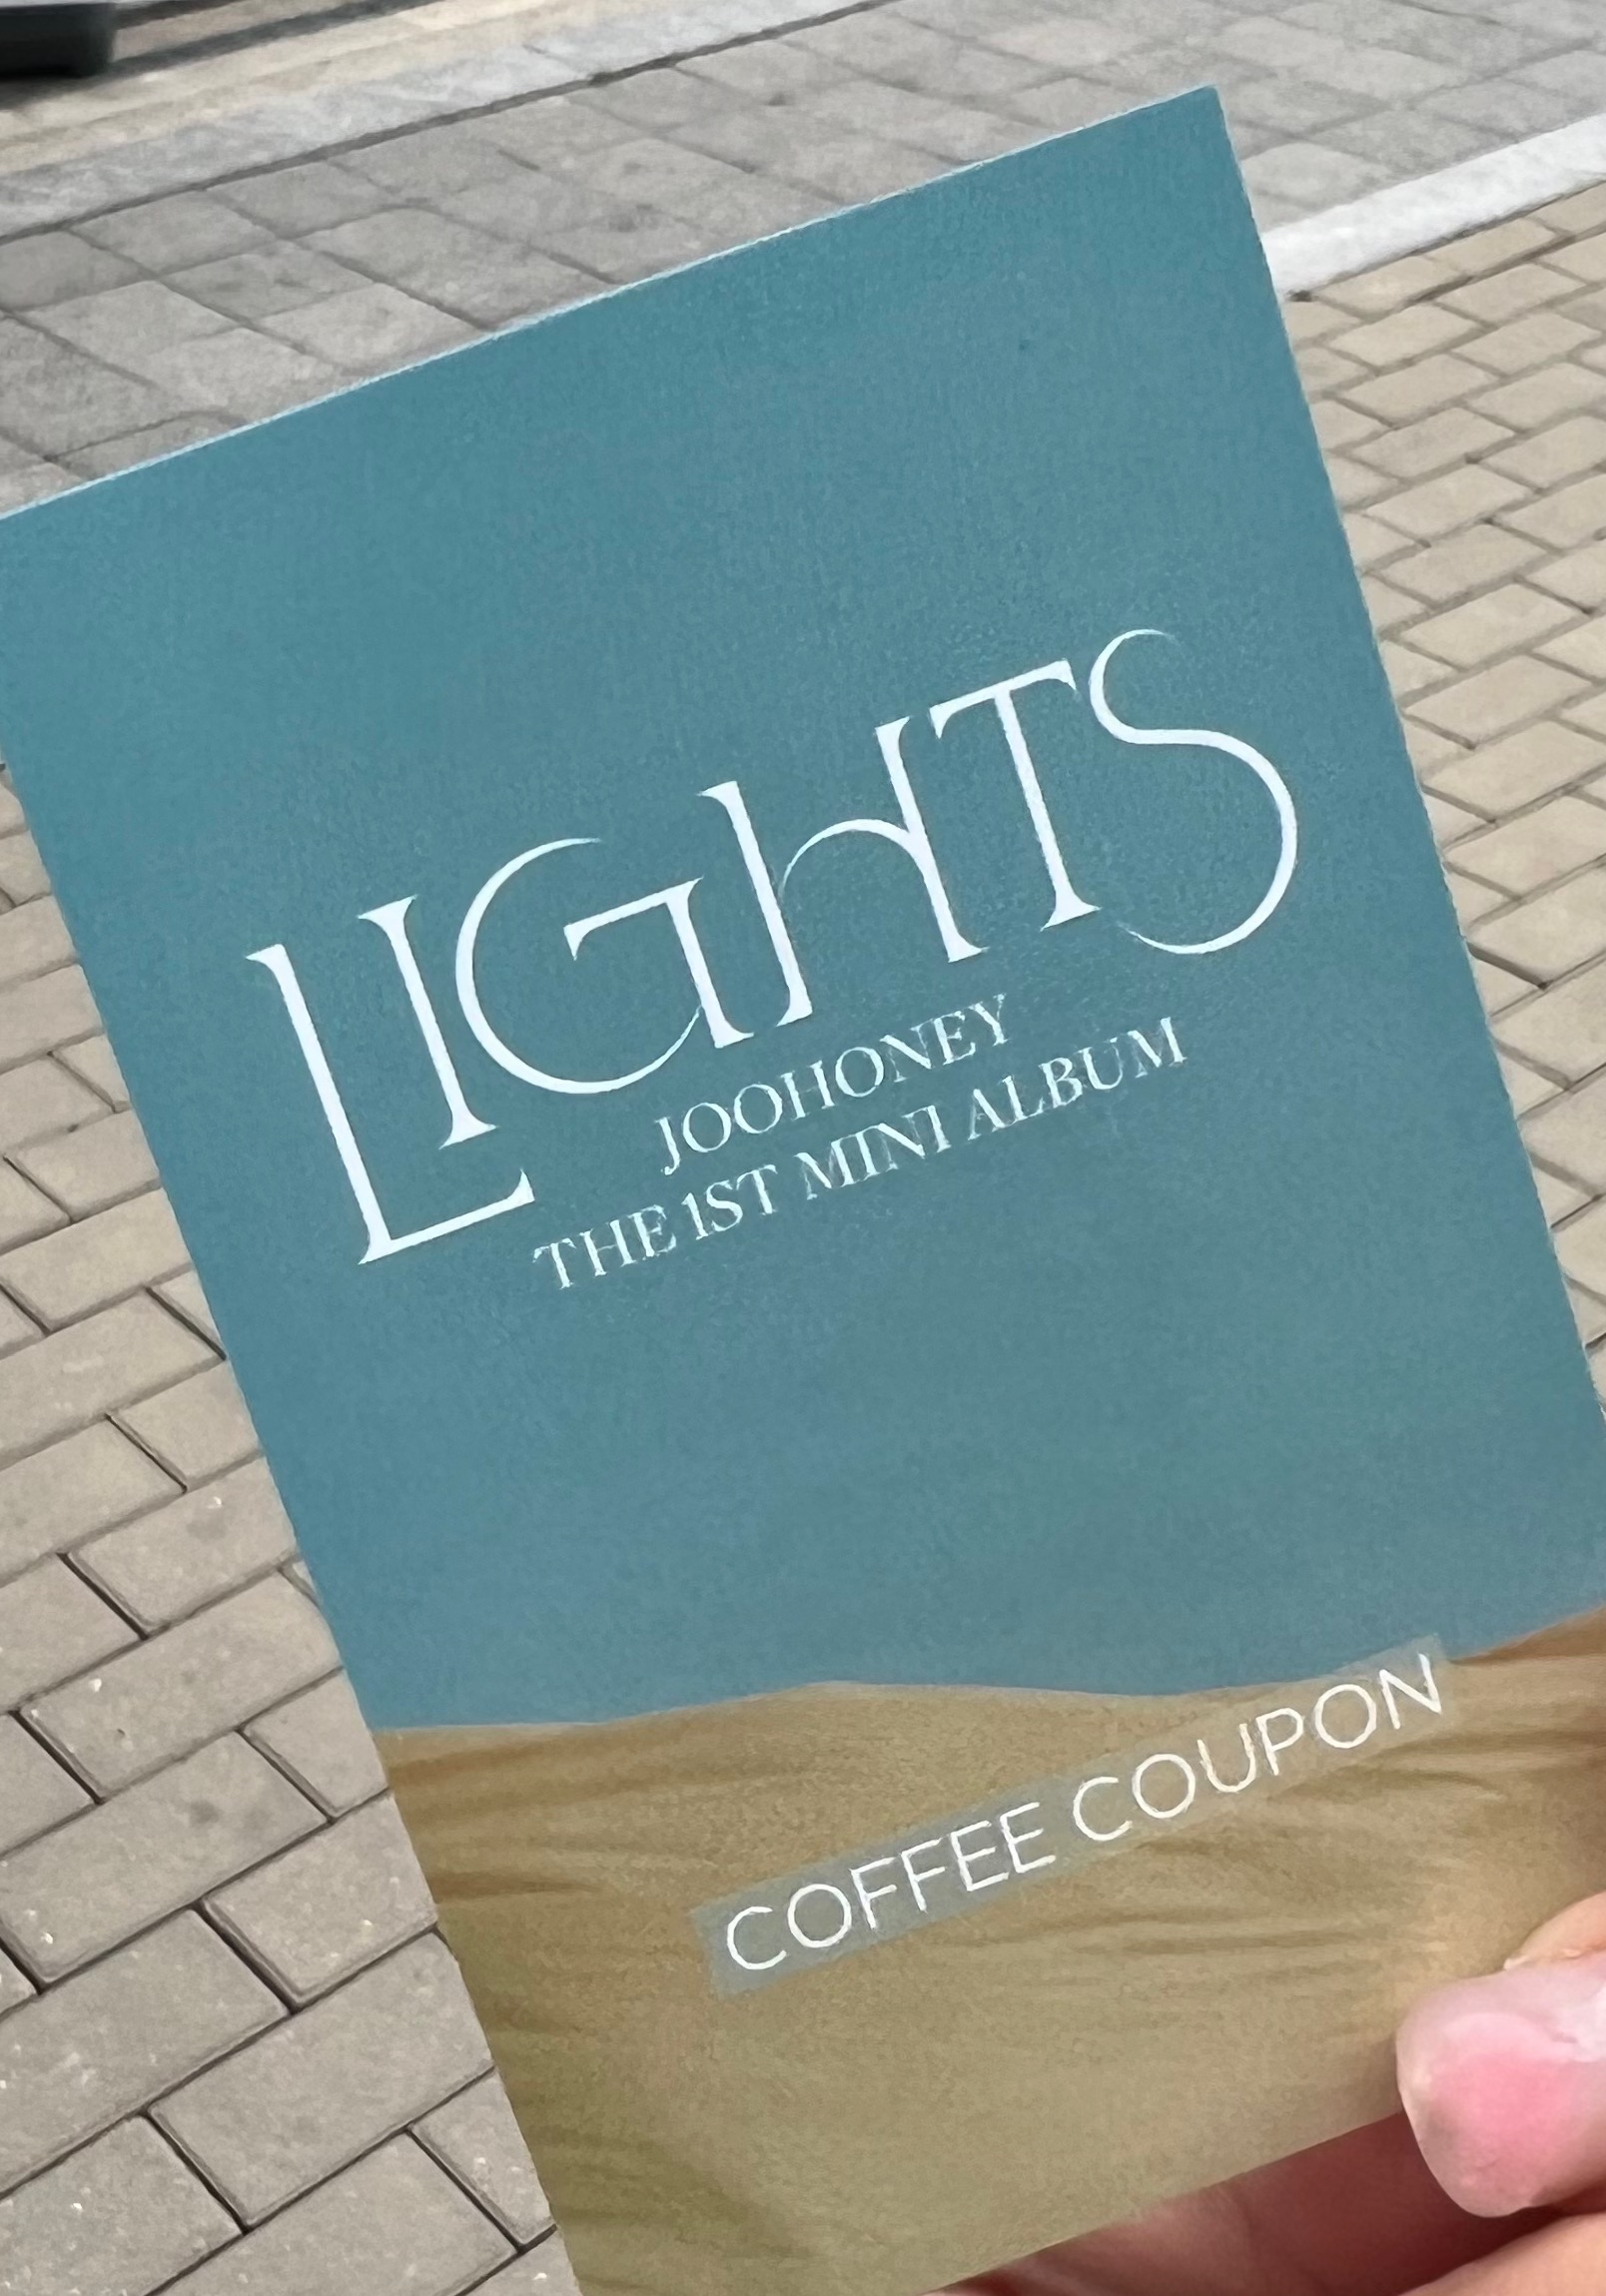 LIGHTS
JOOHONEY
THE 1ST MINI ALBUM
COFFEE COUPON